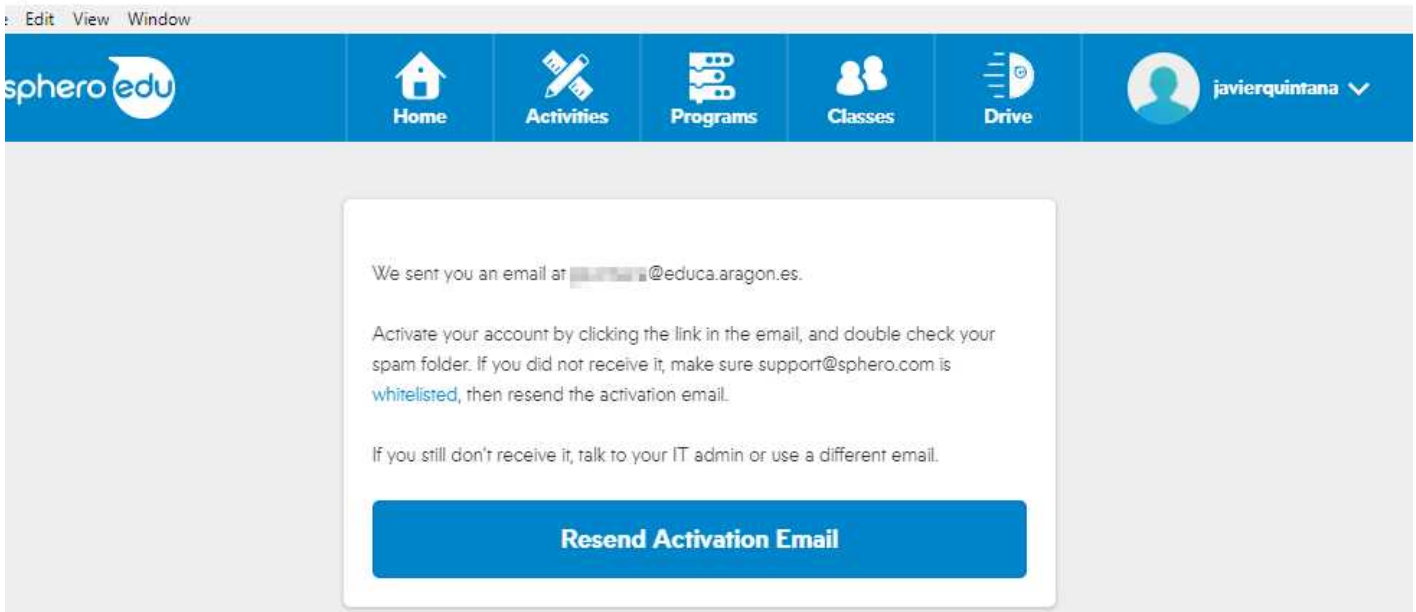 Edit View Window
sphero edu
Home
Activities
Programs
Classes
Drive
javierquintana
We sent you an email at @educa.aragon.es.
Activate your account by clicking the link in the email, and double check your
spam folder. If you did not receive it, make sure support@sphero.com is
whitelisted, then resend the activation email.
If you still don't receive it, talk to your IT admin or use a different email.
Resend Activation Email